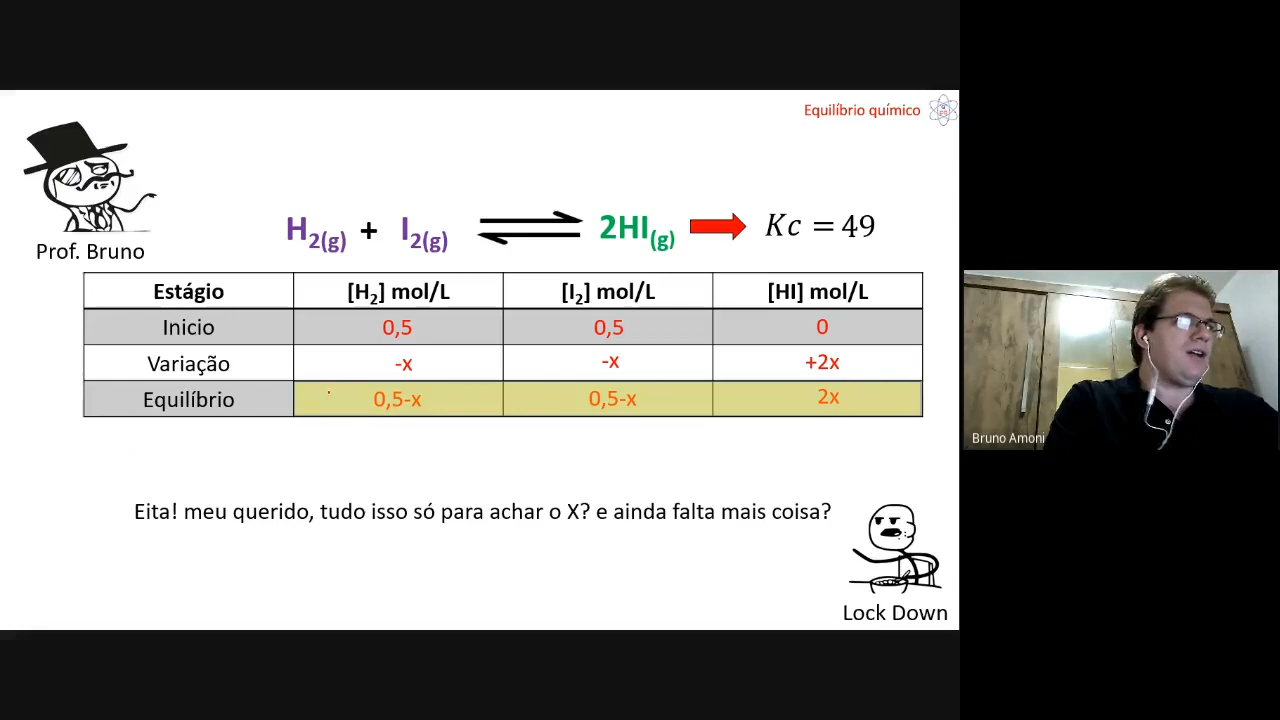 Equilíbrio químico
Prof. Bruno
H2(g) + I2(g) ⇌ 2HI(g) Kc = 49
Estágio [H2] mol/L [I2] mol/L [HI] mol/L
Inicio 0,5 0,5 0
Variação -x -x +2x
Equilíbrio 0,5-x 0,5-x 2x
Bruno Amoni
Eita! meu querido, tudo isso só para achar o X? e ainda falta mais coisa?
Lock Down